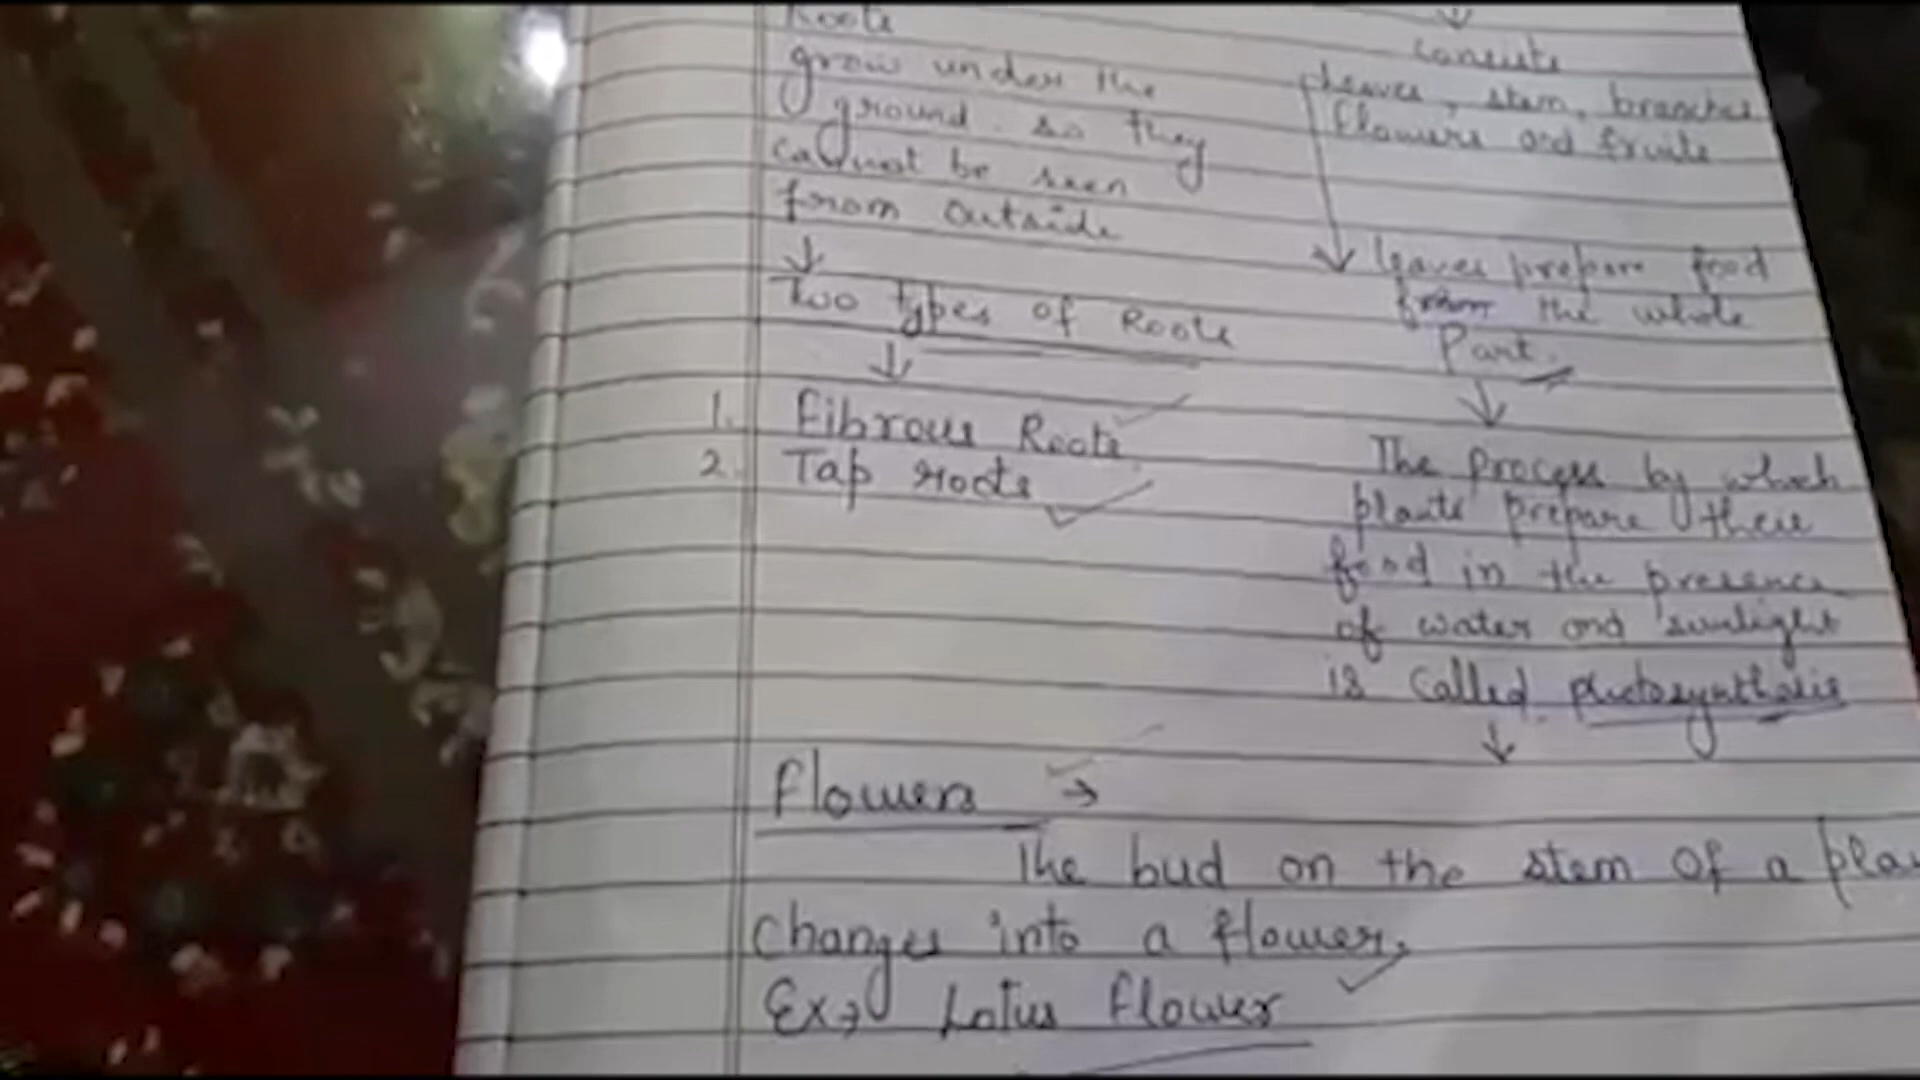 Roots
grow under the
ground. so they
cannot be seen
from outside
Two types of Roots
1. Fibrous Roots
2. Tap roots
consists
leaves, stem, branches
flowers and fruits
leaves prepare food
from the whole
Part.
The process by which
plants prepare their
food in the presence
of water and sunlight
is called photosynthesis
Flowers →
The bud on the stem of a pla
changes into a flower,
Ex→ Lotus flower